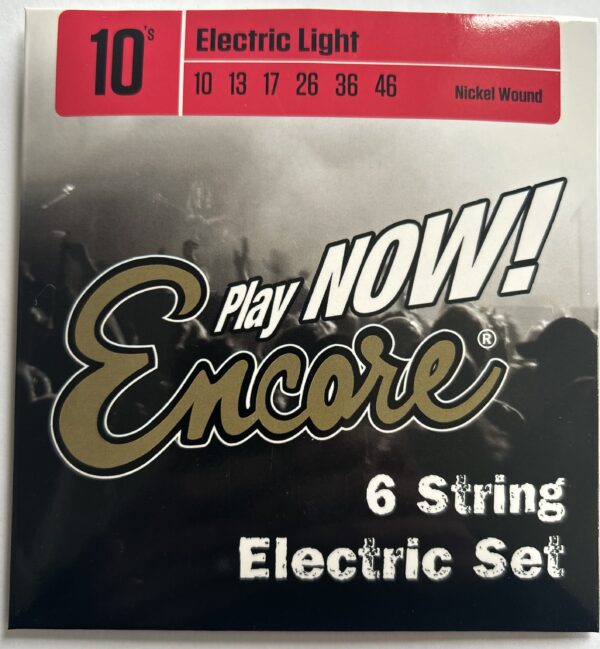 10's
Electric Light
10 13 17 26 36 46
Nickel Wound
Play NOW!
Encore®
6 String
Electric Set